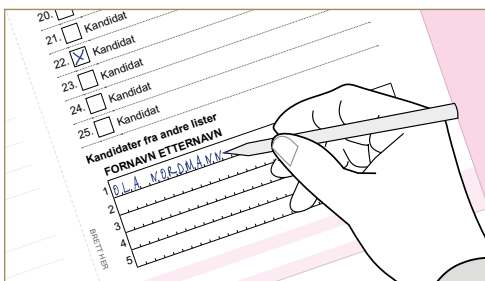 20.
21. Kandidat
22. Kandidat
23. Kandidat
24. Kandidat
25. Kandidat
Kandidater fra andre lister
FORNAVN ETTERNAVN
1 OLA NORDMANN
2
3
4
5
BRETT HER